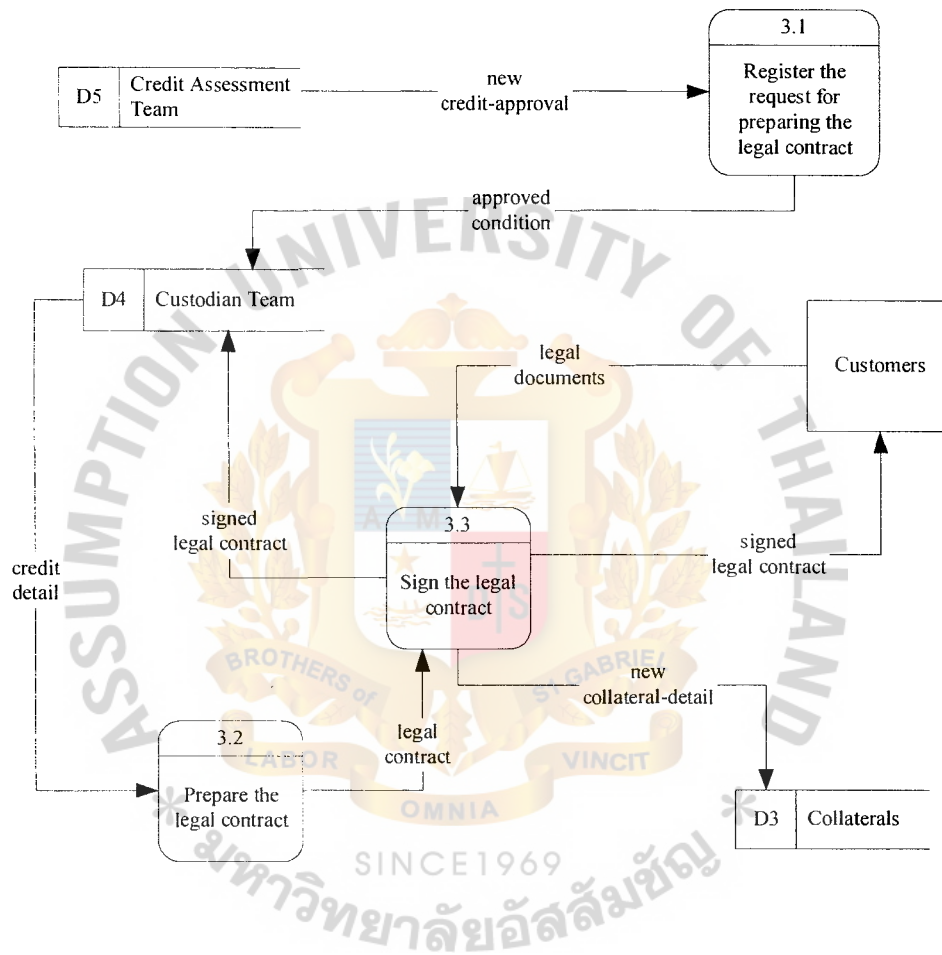 3.1
Register the
request for
preparing the
legal contract
D5
Credit Assessment
Team
new
credit-approval
approved
condition
D4
Custodian Team
Customers
legal
documents
3.3
Sign the legal
contract
signed
legal contract
signed
legal contract
credit
detail
new
collateral-detail
legal
contract
3.2
Prepare the
legal contract
D3
Collaterals
ASSUMPTION UNIVERSITY OF THAILAND
A M
D S
BROTHERS of
ST GABRIEL
LABOR
OMNIA
VINCIT
SINCE1969
* มหาวิทยาลัยอัสสัมชัญ *